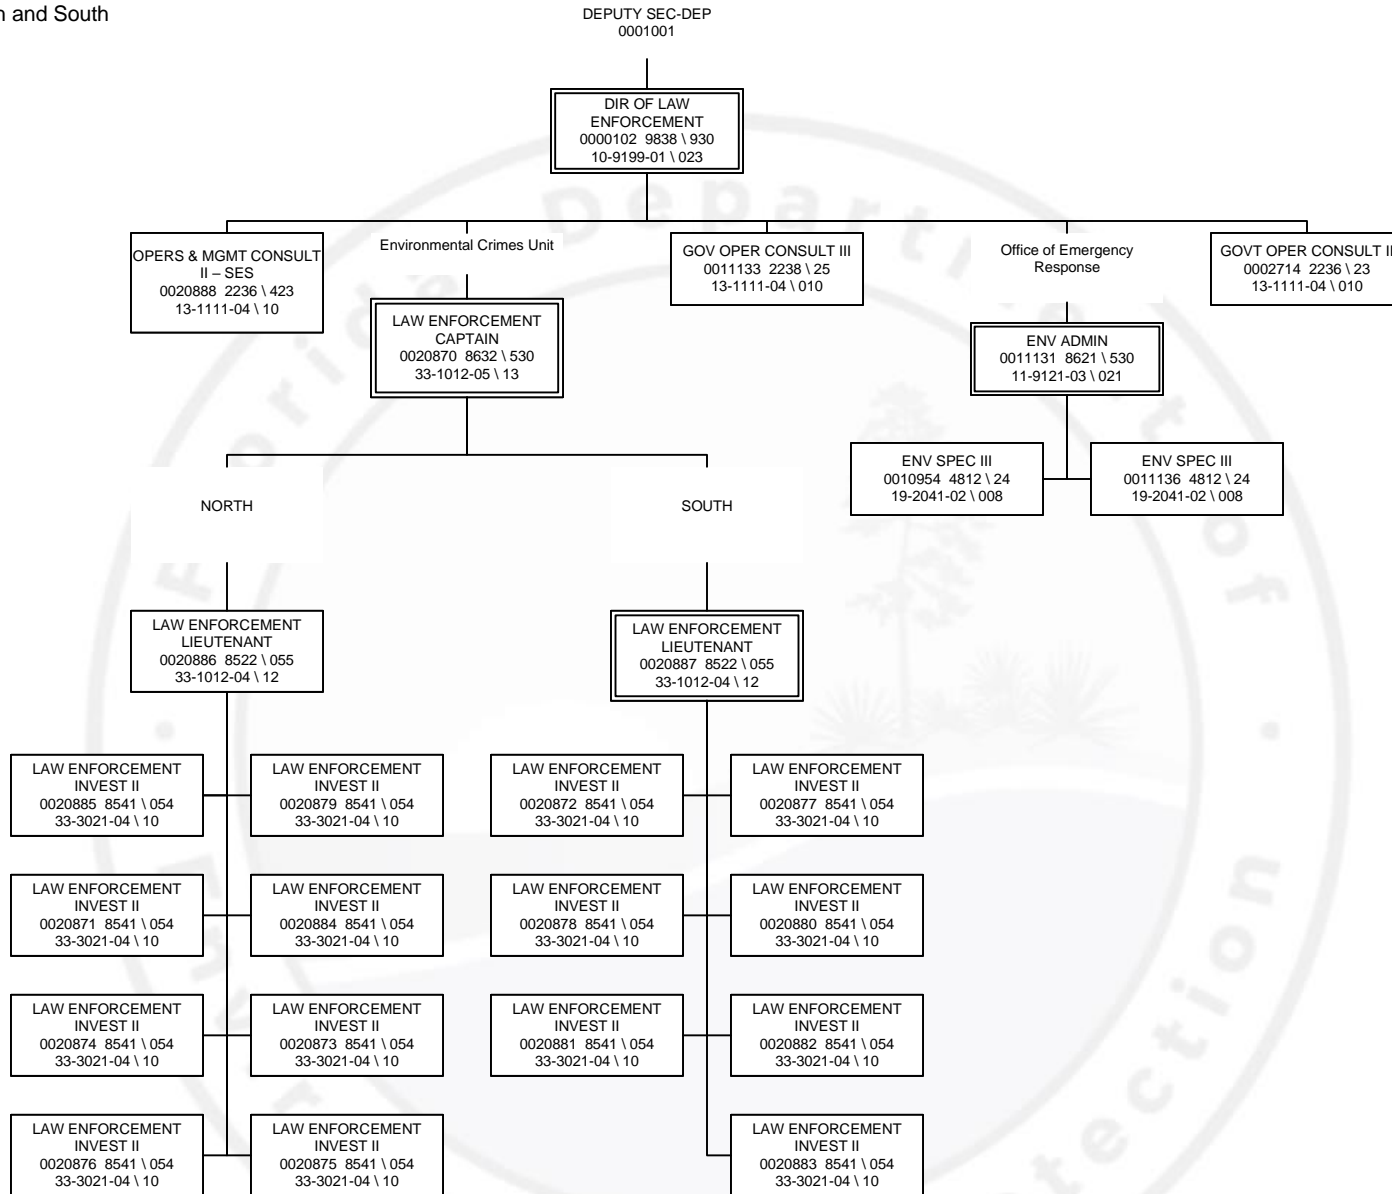 n and South
DEPUTY SEC-DEP
0001001
DIR OF LAW
ENFORCEMENT
0000102 9838 \ 930
10-9199-01 \ 023
OPERS & MGMT CONSULT
II – SES
0020888 2236 \ 423
13-1111-04 \ 10
Environmental Crimes Unit
LAW ENFORCEMENT
CAPTAIN
0020870 8632 \ 530
33-1012-05 \ 13
GOV OPER CONSULT III
0011133 2238 \ 25
13-1111-04 \ 010
Office of Emergency
Response
ENV ADMIN
0011131 8621 \ 530
11-9121-03 \ 021
GOVT OPER CONSULT II
0002714 2236 \ 23
13-1111-04 \ 010
ENV SPEC III
0010954 4812 \ 24
19-2041-02 \ 008
ENV SPEC III
0011136 4812 \ 24
19-2041-02 \ 008
NORTH
SOUTH
LAW ENFORCEMENT
LIEUTENANT
0020886 8522 \ 055
33-1012-04 \ 12
LAW ENFORCEMENT
LIEUTENANT
0020887 8522 \ 055
33-1012-04 \ 12
LAW ENFORCEMENT
INVEST II
0020885 8541 \ 054
33-3021-04 \ 10
LAW ENFORCEMENT
INVEST II
0020879 8541 \ 054
33-3021-04 \ 10
LAW ENFORCEMENT
INVEST II
0020872 8541 \ 054
33-3021-04 \ 10
LAW ENFORCEMENT
INVEST II
0020877 8541 \ 054
33-3021-04 \ 10
LAW ENFORCEMENT
INVEST II
0020871 8541 \ 054
33-3021-04 \ 10
LAW ENFORCEMENT
INVEST II
0020884 8541 \ 054
33-3021-04 \ 10
LAW ENFORCEMENT
INVEST II
0020878 8541 \ 054
33-3021-04 \ 10
LAW ENFORCEMENT
INVEST II
0020880 8541 \ 054
33-3021-04 \ 10
LAW ENFORCEMENT
INVEST II
0020874 8541 \ 054
33-3021-04 \ 10
LAW ENFORCEMENT
INVEST II
0020873 8541 \ 054
33-3021-04 \ 10
LAW ENFORCEMENT
INVEST II
0020881 8541 \ 054
33-3021-04 \ 10
LAW ENFORCEMENT
INVEST II
0020882 8541 \ 054
33-3021-04 \ 10
LAW ENFORCEMENT
INVEST II
0020876 8541 \ 054
33-3021-04 \ 10
LAW ENFORCEMENT
INVEST II
0020875 8541 \ 054
33-3021-04 \ 10
LAW ENFORCEMENT
INVEST II
0020883 8541 \ 054
33-3021-04 \ 10
Florida Department of